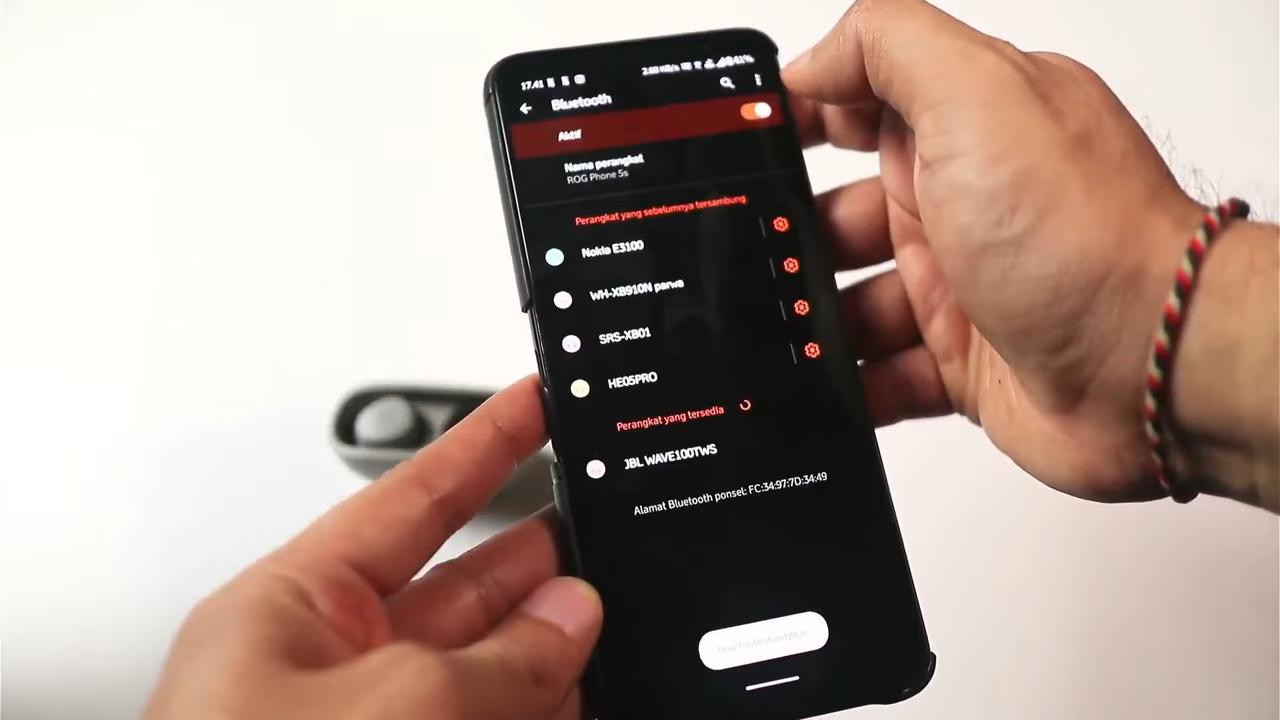 17.41 61%
Bluetooth
Aktif
Nama perangkat
ROG Phone 5s
Perangkat yang sebelumnya tersambung
Nokia E3100
WH-XB910N parwa
SRS-XB01
HE05PRO
Perangkat yang tersedia
JBL WAVE100TWS
Alamat Bluetooth ponsel: FC:34:97:7D:34:49